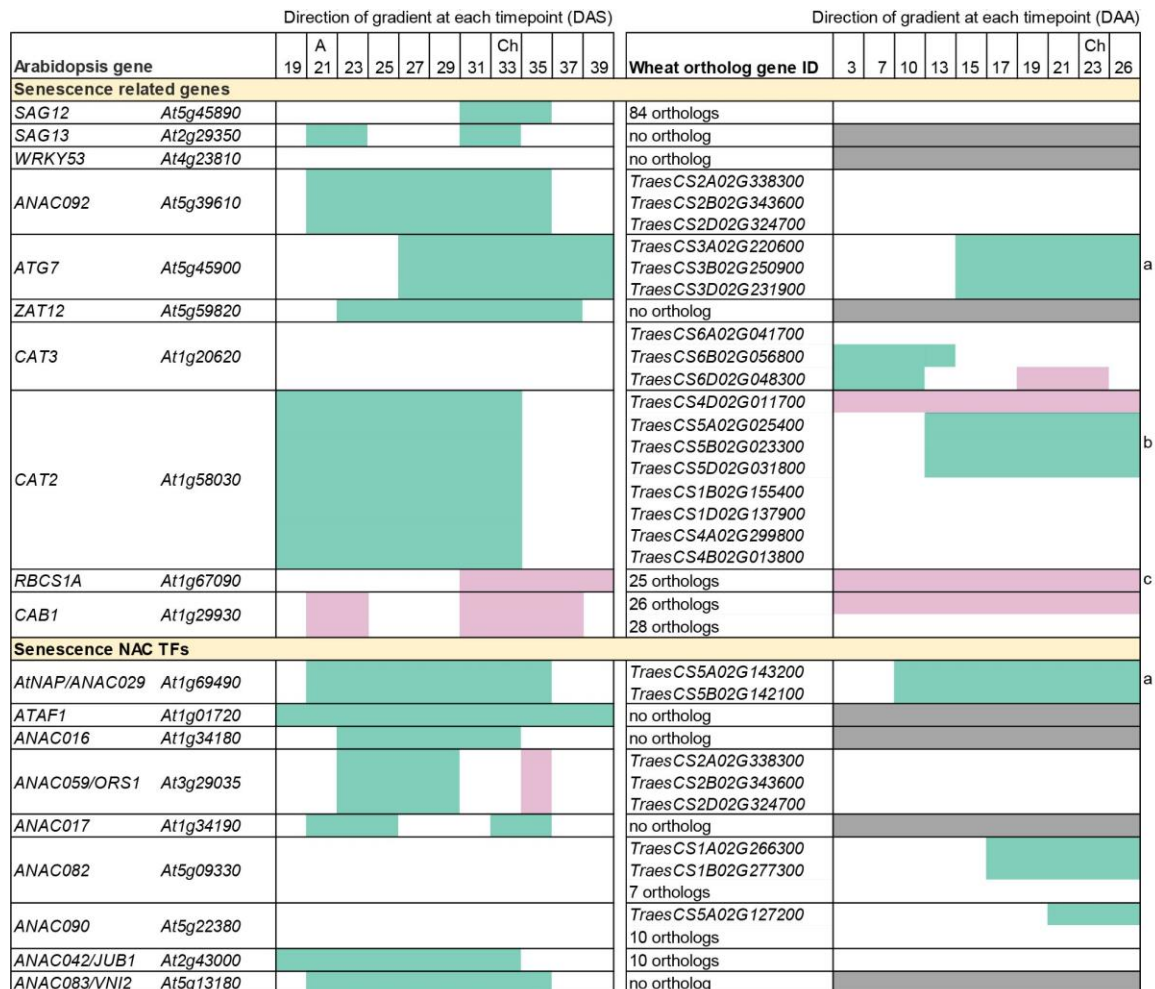 Direction of gradient at each timepoint (DAS) Direction of gradient at each timepoint (DAA)
A Ch Ch
Arabidopsis gene 19 21 23 25 27 29 31 33 35 37 39 Wheat ortholog gene ID 3 7 10 13 15 17 19 21 23 26
Senescence related genes
SAG12 At5g45890 84 orthologs
SAG13 At2g29350 no ortholog
WRKY53 At4g23810 no ortholog
TraesCS2A02G338300
ANAC092 At5g39610 TraesCS2B02G343600
TraesCS2D02G324700
TraesCS3A02G220600
ATG7 At5g45900 TraesCS3B02G250900 a
TraesCS3D02G231900
ZAT12 At5g59820 no ortholog
TraesCS6A02G041700
CAT3 At1g20620 TraesCS6B02G056800
TraesCS6D02G048300
TraesCS4D02G011700
TraesCS5A02G025400
TraesCS5B02G023300 b
TraesCS5D02G031800
CAT2 At1g58030
TraesCS1B02G155400
TraesCS1D02G137900
TraesCS4A02G299800
TraesCS4B02G013800
RBCS1A At1g67090 25 orthologs c
CAB1 At1g29930 26 orthologs
28 orthologs
Senescence NAC TFs
AtNAP/ANAC029 At1g69490 TraesCS5A02G143200 a
TraesCS5B02G142100
ATAF1 At1g01720 no ortholog
ANAC016 At1g34180 no ortholog
TraesCS2A02G338300
ANAC059/ORS1 At3g29035 TraesCS2B02G343600
TraesCS2D02G324700
ANAC017 At1g34190 no ortholog
TraesCS1A02G266300
ANAC082 At5g09330 TraesCS1B02G277300
7 orthologs
ANAC090 At5g22380 TraesCS5A02G127200
10 orthologs
ANAC042/JUB1 At2g43000 10 orthologs
ANAC083/VNI2 At5g13180 no ortholog